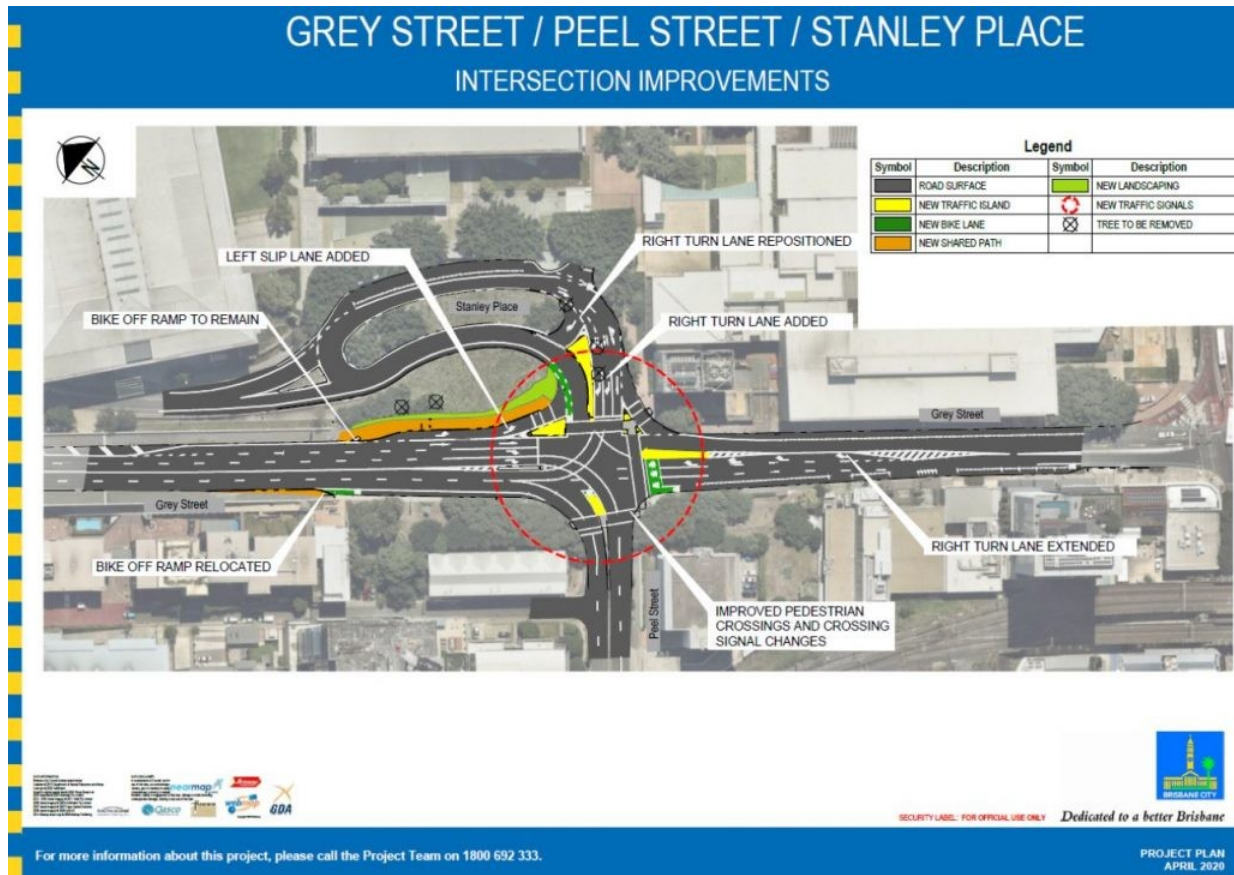 GREY STREET / PEEL STREET / STANLEY PLACE
INTERSECTION IMPROVEMENTS
N
Legend
Symbol Description Symbol Description
ROAD SURFACE NEW LANDSCAPING
NEW TRAFFIC ISLAND NEW TRAFFIC SIGNALS
NEW BIKE LANE TREE TO BE REMOVED
NEW SHARED PATH
RIGHT TURN LANE REPOSITIONED
LEFT SLIP LANE ADDED
Stanley Place
BIKE OFF RAMP TO REMAIN
RIGHT TURN LANE ADDED
Grey Street
Grey Street
RIGHT TURN LANE EXTENDED
BIKE OFF RAMP RELOCATED
Peel Street
IMPROVED PEDESTRIAN
CROSSINGS AND CROSSING
SIGNAL CHANGES
nearmap
Qasco
webmap
GDA
BRISBANE CITY
SECURITY LABEL: FOR OFFICIAL USE ONLY
Dedicated to a better Brisbane
For more information about this project, please call the Project Team on 1800 692 333.
PROJECT PLAN
APRIL 2020